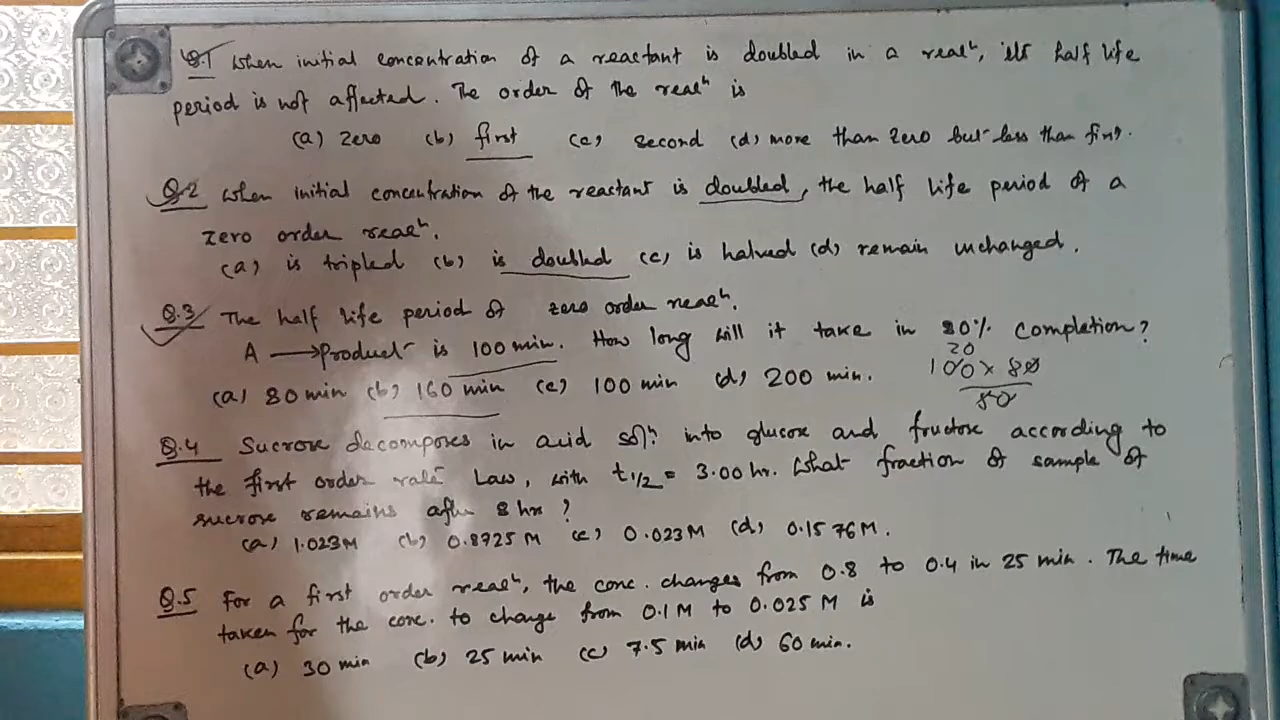 Q.1 When initial concentration of a reactant is doubled in a reacⁿ, its half life
period is not affected. The order of the reacⁿ is
(a) zero (b) first (c) second (d) more than zero but less than first.
Q.2 When initial concentration of the reactant is doubled, the half life period of a
zero order reacⁿ.
(a) is tripled (b) is doubled (c) is halved (d) remain unchanged.
Q.3 The half life period of zero order reacⁿ.
A ⟶ Product is 100 min. How long will it take in 80% completion?
(a) 80 min (b) 160 min (c) 100 min (d) 200 min.
20
100 × 80
50
Q.4 Sucrose decomposes in acid solⁿ. into glucose and fructose according to
the first order rate Law, with t1/2 = 3.00 hr. What fraction of sample of
sucrose remains after 8 hr ?
(a) 1.023 M (b) 0.8725 M (c) 0.023 M (d) 0.1576 M.
Q.5 For a first order reacⁿ, the conc. changes from 0.8 to 0.4 in 25 min. The time
taken for the conc. to change from 0.1 M to 0.025 M is
(a) 30 min (b) 25 min (c) 7.5 min (d) 60 min.